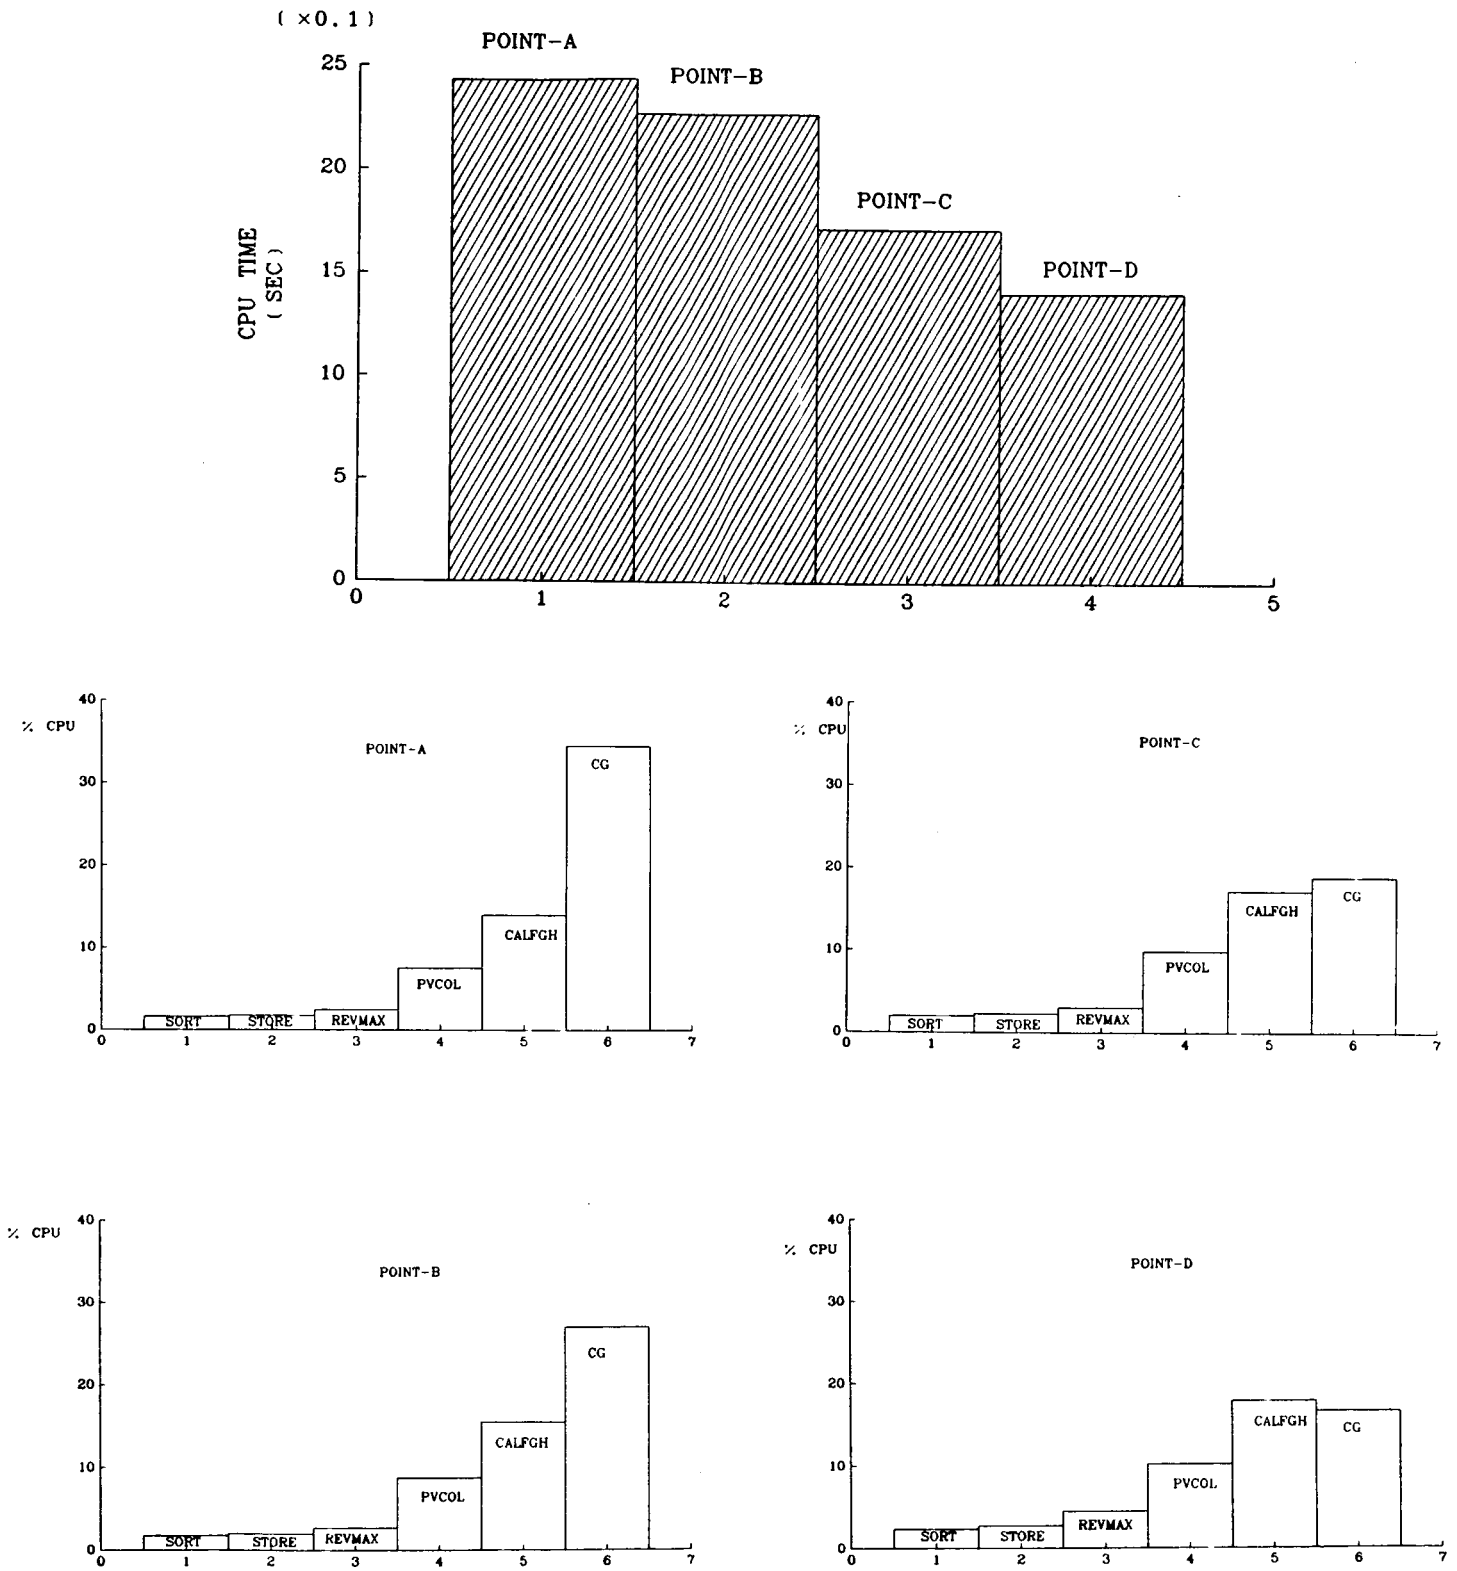 ( ×0.1 )
POINT-A
25
POINT-B
20
POINT-C
CPU TIME
( SEC )
15
POINT-D
10
5
0
0 1 2 3 4 5
40
% CPU
POINT-A
30
CG
20
10
CALFGH
PVCOL
0
SORT STORE REVMAX
0 1 2 3 4 5 6 7
40
% CPU
POINT-C
30
20
CG
CALFGH
10
PVCOL
0
SORT STORE REVMAX
0 1 2 3 4 5 6 7
40
% CPU
POINT-B
30
CG
20
CALFGH
10
PVCOL
0
SORT STORE REVMAX
0 1 2 3 4 5 6 7
40
% CPU
POINT-D
30
20
CALFGH CG
10
PVCOL
REVMAX
0
SORT STORE
0 1 2 3 4 5 6 7